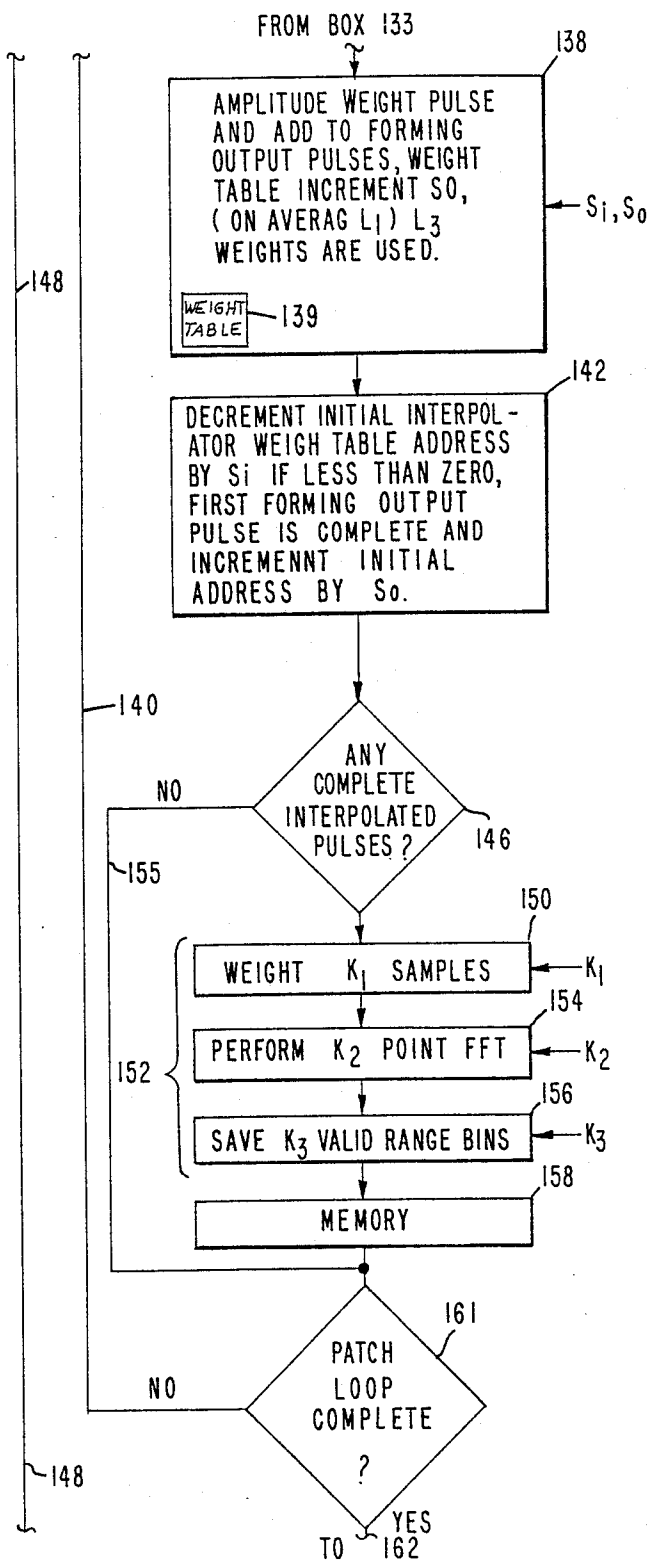 FROM BOX 133
138
AMPLITUDE WEIGHT PULSE
AND ADD TO FORMING
OUTPUT PULSES, WEIGHT
TABLE INCREMENT SO,
( ON AVERAG L1 ) L3
WEIGHTS ARE USED.
Si, So
148
WEIGHT
TABLE
139
142
DECREMENT INITIAL INTERPOL-
ATOR WEIGH TABLE ADDRESS
BY Si IF LESS THAN ZERO,
FIRST FORMING OUTPUT
PULSE IS COMPLETE AND
INCREMENNT INITIAL
ADDRESS BY So.
140
ANY
COMPLETE
INTERPOLATED
PULSES ?
NO
146
155
150
WEIGHT K1 SAMPLES
K1
154
PERFORM K2 POINT FFT
K2
152
156
SAVE K3 VALID RANGE BINS
K3
158
MEMORY
161
PATCH
LOOP
COMPLETE
?
NO
148
YES
TO 162